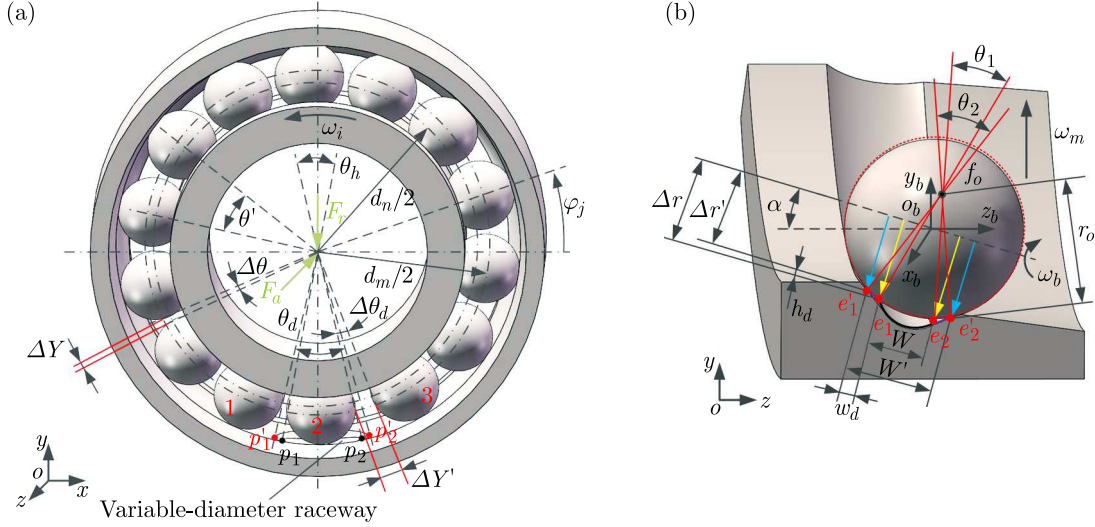 (a)
(b)
ω_i
θ_h
d_n/2
F_r
θ'
φ_j
Δθ
F_a
d_m/2
θ_d
Δθ_d
ΔY
1
2
3
p'_1
p_1
p_2
p'_2
ΔY'
y
o
z
x
Variable-diameter raceway
θ_1
θ_2
ω_m
f_o
y_b
Δr
Δr'
α
o_b
z_b
r_o
x_b
ω_b
h_d
e'_1
e_1
e_2
e'_2
W
W'
w_d
y
o
z